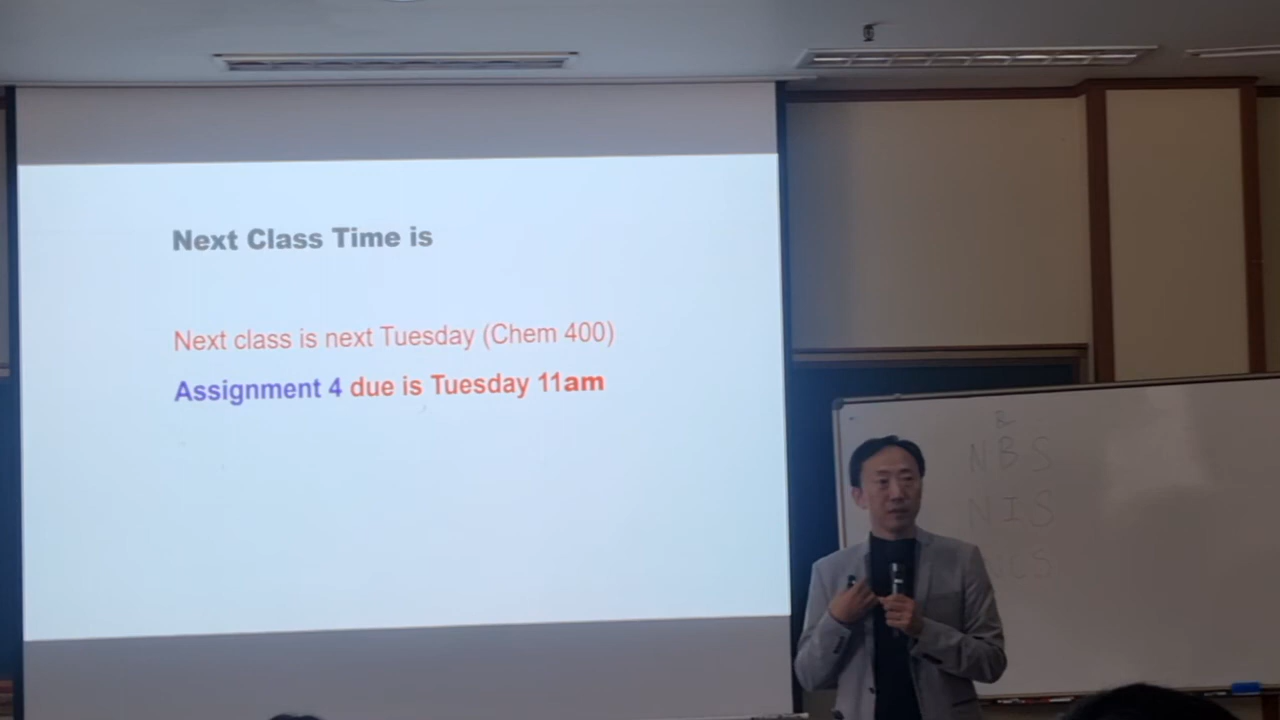 Next Class Time is
Next class is next Tuesday (Chem 400)
Assignment 4 due is Tuesday 11am
NBS
NIS